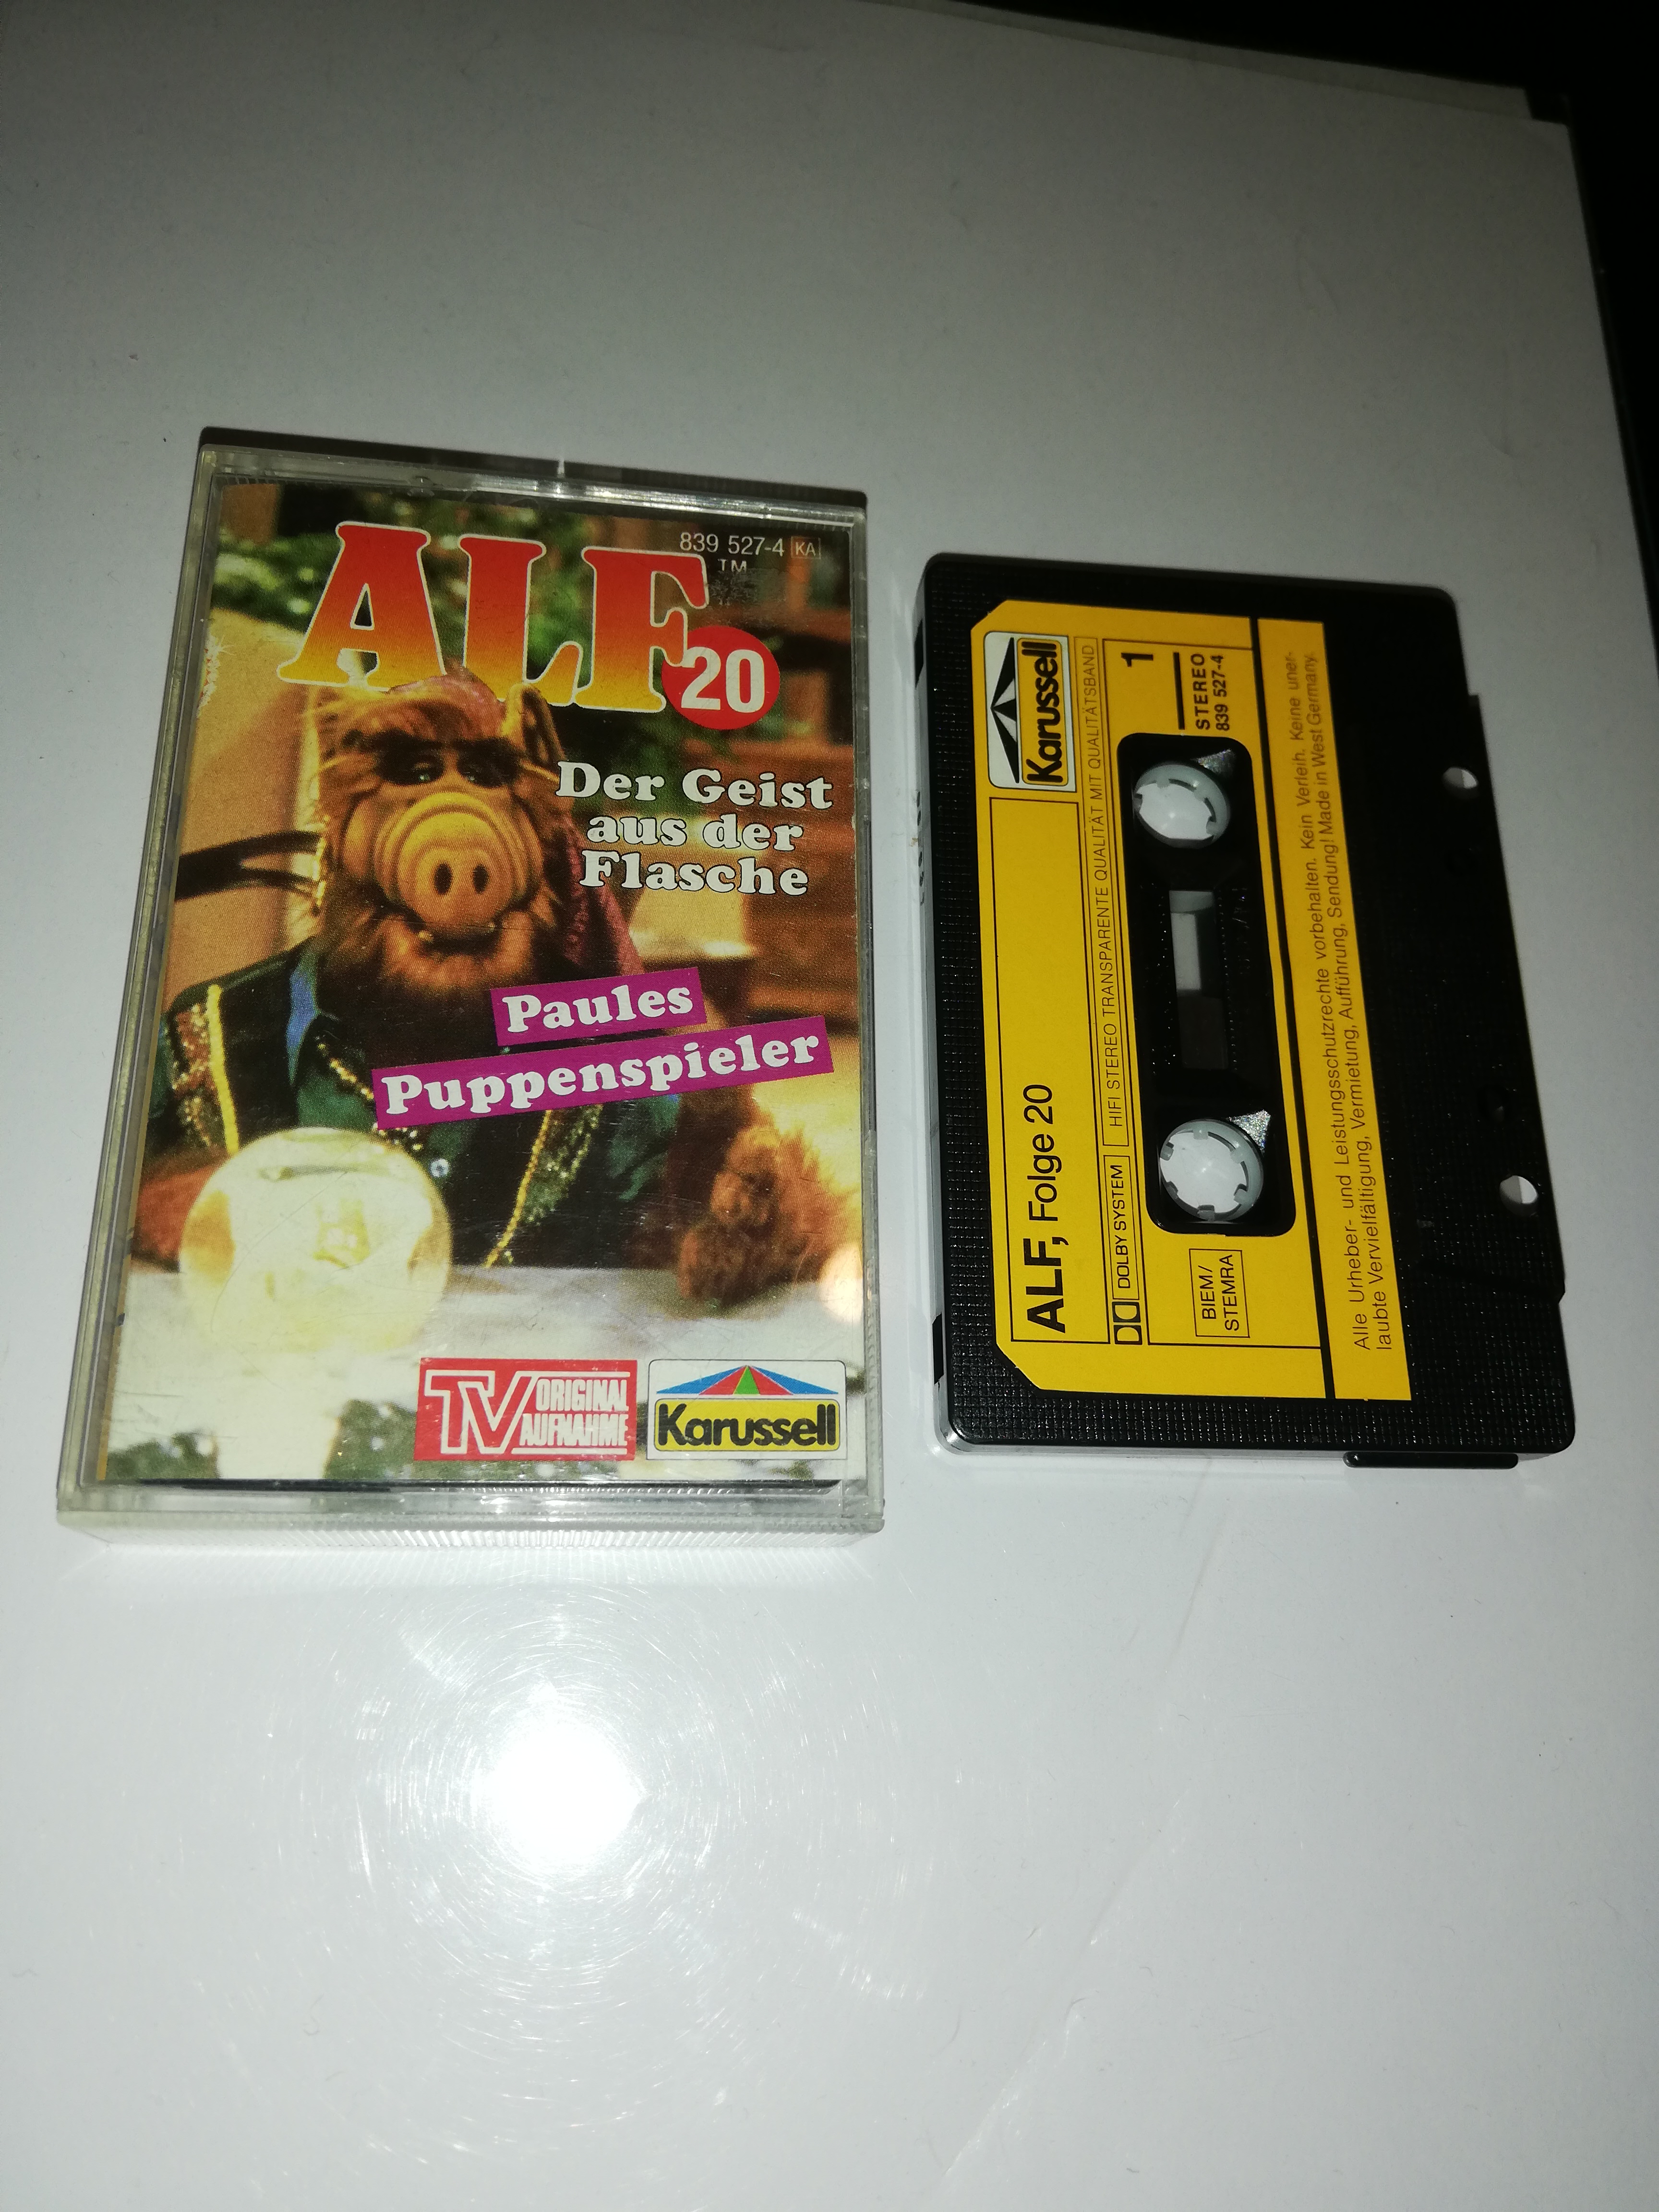 839 527-4 KA
TM
ALF
20
Der Geist
aus der
Flasche
Paules
Puppenspieler
TV ORIGINAL
AUFNAHME
Karussell
Karussell
ALF, Folge 20
DOLBY SYSTEM
HIFI STEREO TRANSPARENTE QUALITÄT MIT QUALITÄTSBAND
1
STEREO
839 527-4
BIEM/
STEMRA
Alle Urheber- und Leistungsschutzrechte vorbehalten. Kein Verleih. Keine uner-
laubte Vervielfältigung, Vermietung, Aufführung, Sendung! Made in West Germany.